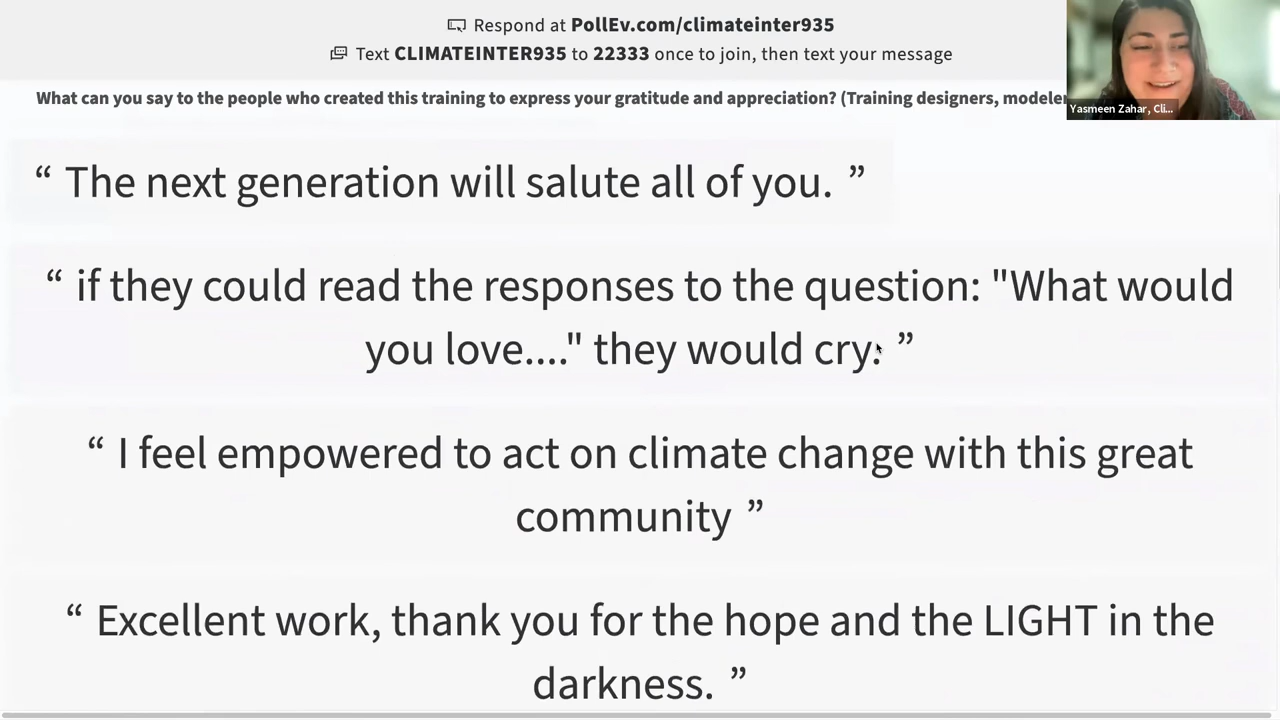 Respond at PollEv.com/climateinter935
Text CLIMATEINTER935 to 22333 once to join, then text your message
What can you say to the people who created this training to express your gratitude and appreciation? (Training designers,
Yasmeen Zahar, Cli...
“ The next generation will salute all of you. ”
“ if they could read the responses to the question: "What would
you love...." they would cry. ”
“ I feel empowered to act on climate change with this great
community ”
“ Excellent work, thank you for the hope and the LIGHT in the
darkness. ”